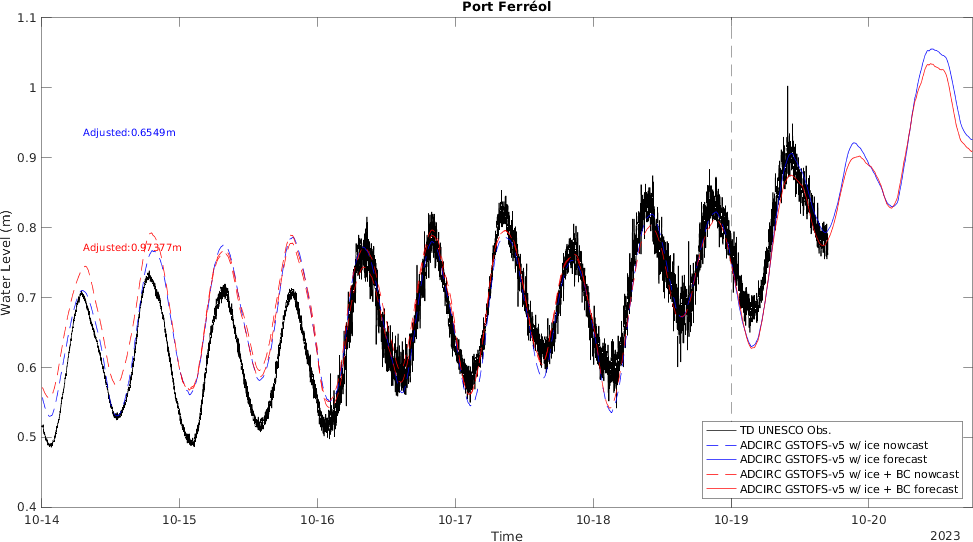 Port Ferréol
Water Level (m)
1.1
1
0.9
0.8
0.7
0.6
0.5
0.4
Adjusted:0.6549m
Adjusted:0.97377m
TD UNESCO Obs.
ADCIRC GSTOFS-v5 w/ ice nowcast
ADCIRC GSTOFS-v5 w/ ice forecast
ADCIRC GSTOFS-v5 w/ ice + BC nowcast
ADCIRC GSTOFS-v5 w/ ice + BC forecast
10-14 10-15 10-16 10-17 10-18 10-19 10-20
Time
2023